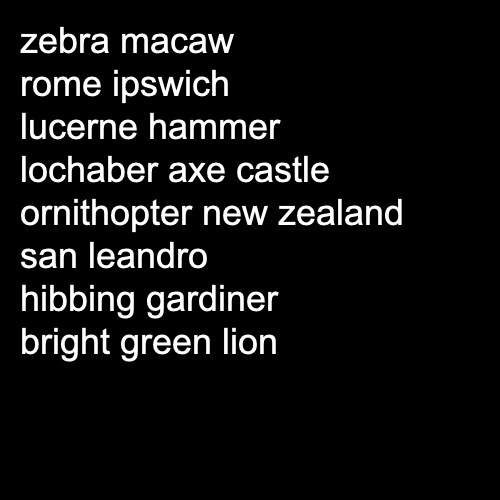 zebra macaw
rome ipswich
lucerne hammer
lochaber axe castle
ornithopter new zealand
san leandro
hibbing gardiner
bright green lion